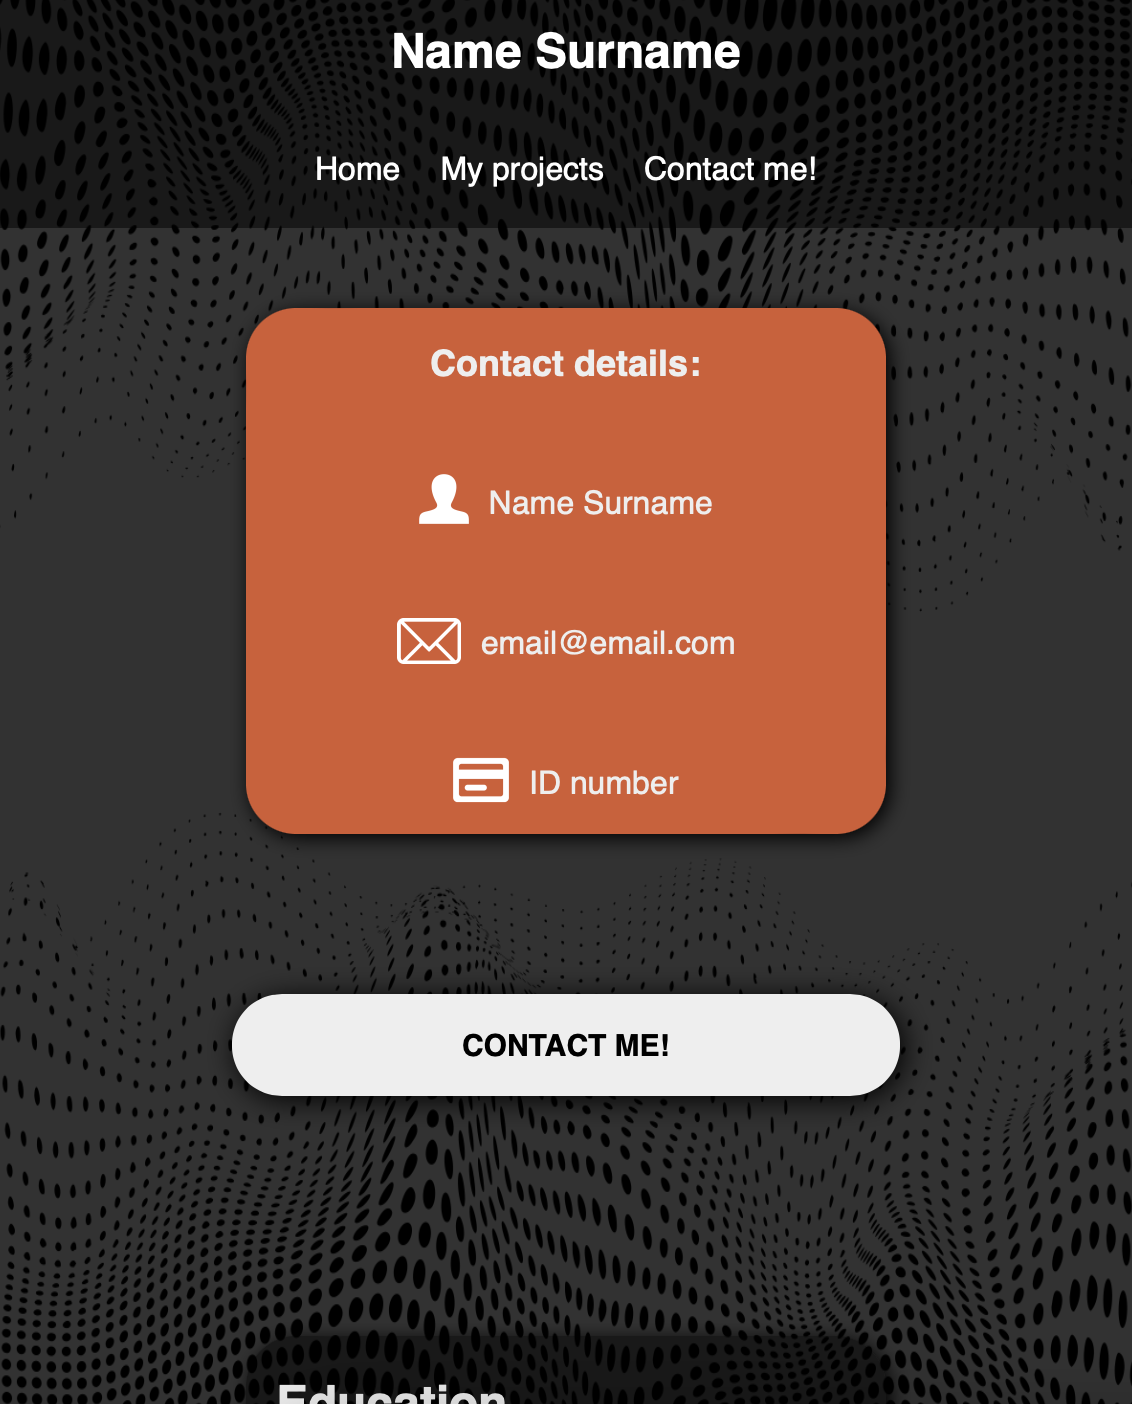 Name Surname
Home My projects Contact me!
Contact details:
Name Surname
email@email.com
ID number
CONTACT ME!
Education